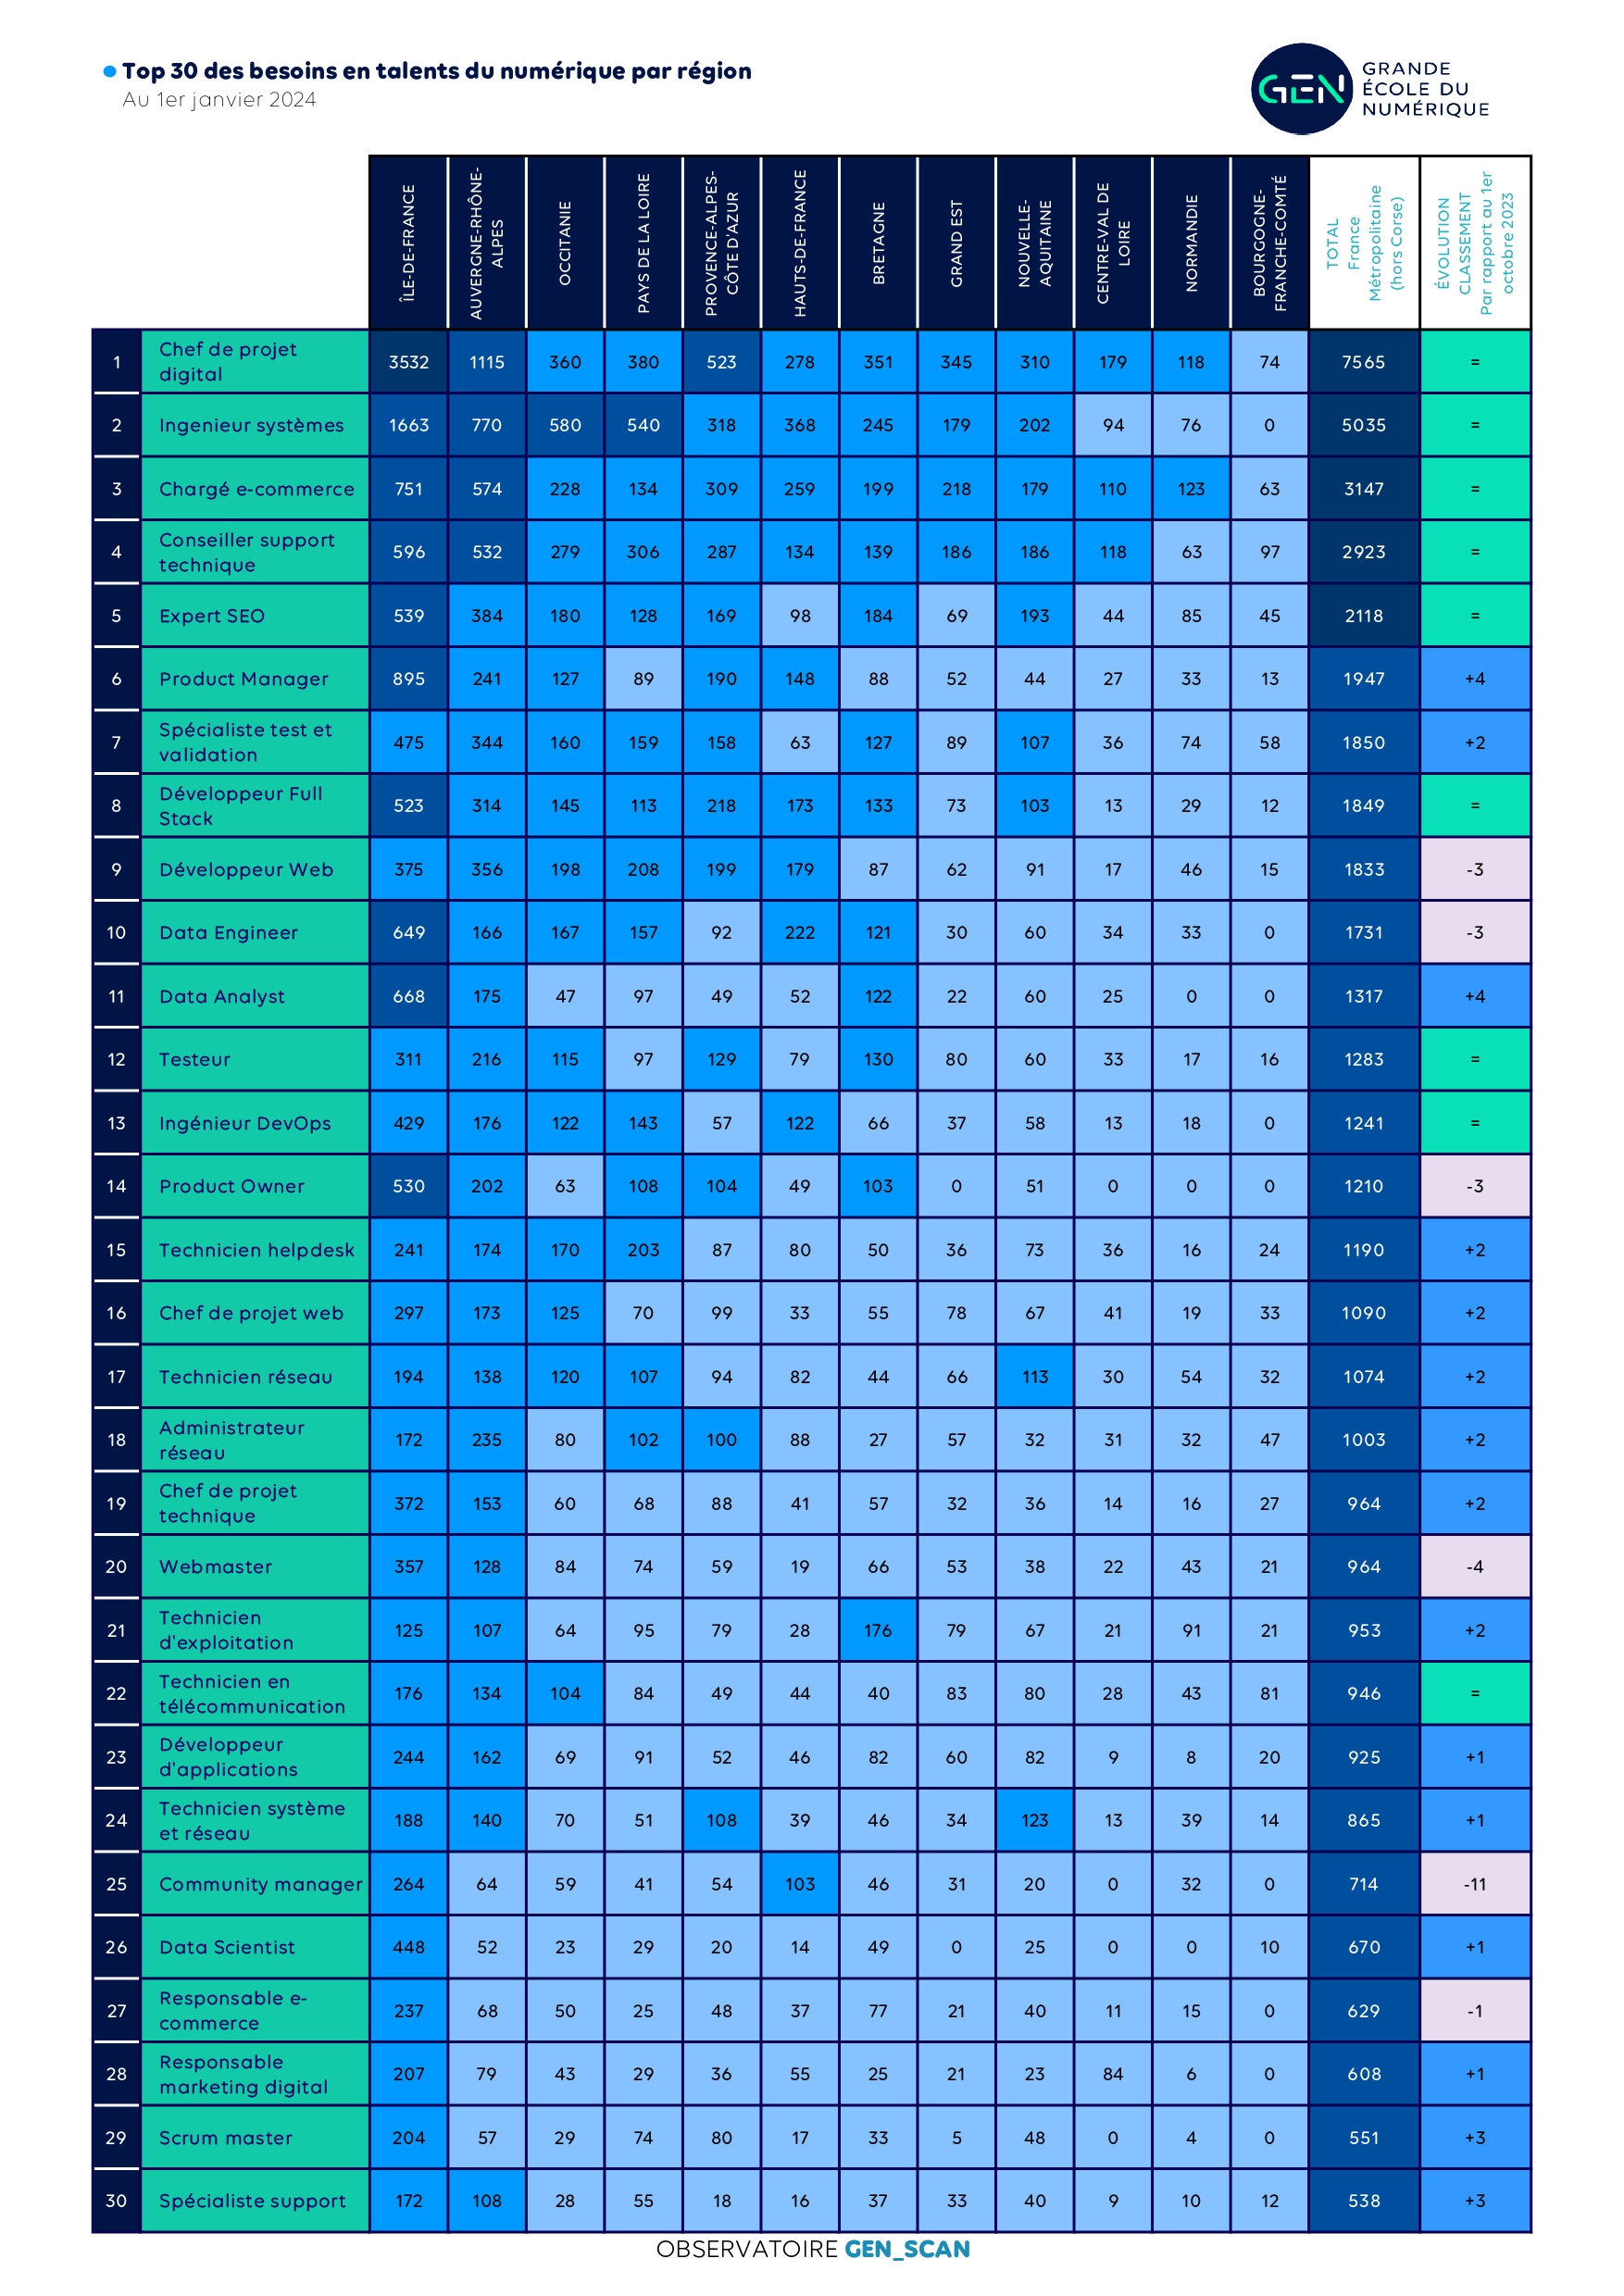 Top 30 des besoins en talents du numérique par région
Au 1er janvier 2024
GEN
GRANDE
ÉCOLE DU
NUMÉRIQUE
ÎLE-DE-FRANCE
AUVERGNE-RHÔNE-
ALPES
OCCITANIE
PAYS DE LA LOIRE
PROVENCE-ALPES-
CÔTE D'AZUR
HAUTS-DE-FRANCE
BRETAGNE
GRAND EST
NOUVELLE-
AQUITAINE
CENTRE-VAL DE
LOIRE
NORMANDIE
BOURGOGNE-
FRANCHE-COMTÉ
TOTAL
France
Métropolitaine
(hors Corse)
ÉVOLUTION
CLASSEMENT
Par rapport au 1er
octobre 2023
1 Chef de projet digital 3532 1115 360 380 523 278 351 345 310 179 118 74 7565 =
2 Ingenieur systèmes 1663 770 580 540 318 368 245 179 202 94 76 0 5035 =
3 Chargé e-commerce 751 574 228 134 309 259 199 218 179 110 123 63 3147 =
4 Conseiller support technique 596 532 279 306 287 134 139 186 186 118 63 97 2923 =
5 Expert SEO 539 384 180 128 169 98 184 69 193 44 85 45 2118 =
6 Product Manager 895 241 127 89 190 148 88 52 44 27 33 13 1947 +4
7 Spécialiste test et validation 475 344 160 159 158 63 127 89 107 36 74 58 1850 +2
8 Développeur Full Stack 523 314 145 113 218 173 133 73 103 13 29 12 1849 =
9 Développeur Web 375 356 198 208 199 179 87 62 91 17 46 15 1833 -3
10 Data Engineer 649 166 167 157 92 222 121 30 60 34 33 0 1731 -3
11 Data Analyst 668 175 47 97 49 52 122 22 60 25 0 0 1317 +4
12 Testeur 311 216 115 97 129 79 130 80 60 33 17 16 1283 =
13 Ingénieur DevOps 429 176 122 143 57 122 66 37 58 13 18 0 1241 =
14 Product Owner 530 202 63 108 104 49 103 0 51 0 0 0 1210 -3
15 Technicien helpdesk 241 174 170 203 87 80 50 36 73 36 16 24 1190 +2
16 Chef de projet web 297 173 125 70 99 33 55 78 67 41 19 33 1090 +2
17 Technicien réseau 194 138 120 107 94 82 44 66 113 30 54 32 1074 +2
18 Administrateur réseau 172 235 80 102 100 88 27 57 32 31 32 47 1003 +2
19 Chef de projet technique 372 153 60 68 88 41 57 32 36 14 16 27 964 +2
20 Webmaster 357 128 84 74 59 19 66 53 38 22 43 21 964 -4
21 Technicien d'exploitation 125 107 64 95 79 28 176 79 67 21 91 21 953 +2
22 Technicien en télécommunication 176 134 104 84 49 44 40 83 80 28 43 81 946 =
23 Développeur d'applications 244 162 69 91 52 46 82 60 82 9 8 20 925 +1
24 Technicien système et réseau 188 140 70 51 108 39 46 34 123 13 39 14 865 +1
25 Community manager 264 64 59 41 54 103 46 31 20 0 32 0 714 -11
26 Data Scientist 448 52 23 29 20 14 49 0 25 0 0 10 670 +1
27 Responsable e-commerce 237 68 50 25 48 37 77 21 40 11 15 0 629 -1
28 Responsable marketing digital 207 79 43 29 36 55 25 21 23 84 6 0 608 +1
29 Scrum master 204 57 29 74 80 17 33 5 48 0 4 0 551 +3
30 Spécialiste support 172 108 28 55 18 16 37 33 40 9 10 12 538 +3
OBSERVATOIRE GEN_SCAN